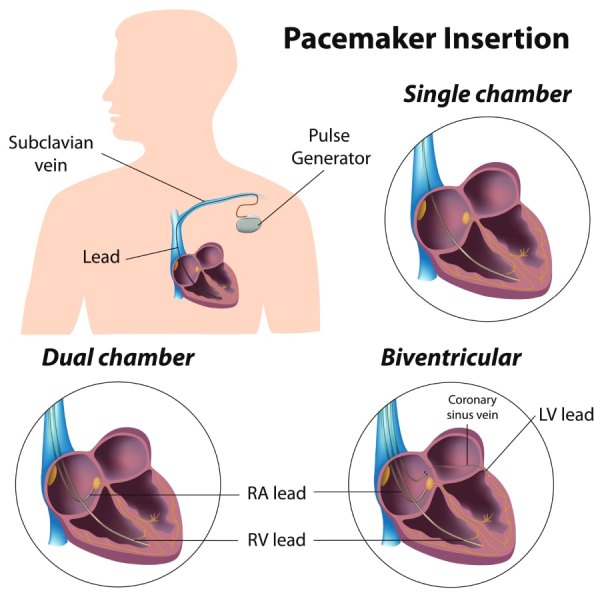 Pacemaker Insertion
Single chamber
Subclavian
vein
Pulse
Generator
Lead
Dual chamber
Biventricular
Coronary
sinus vein
LV lead
RA lead
RV lead